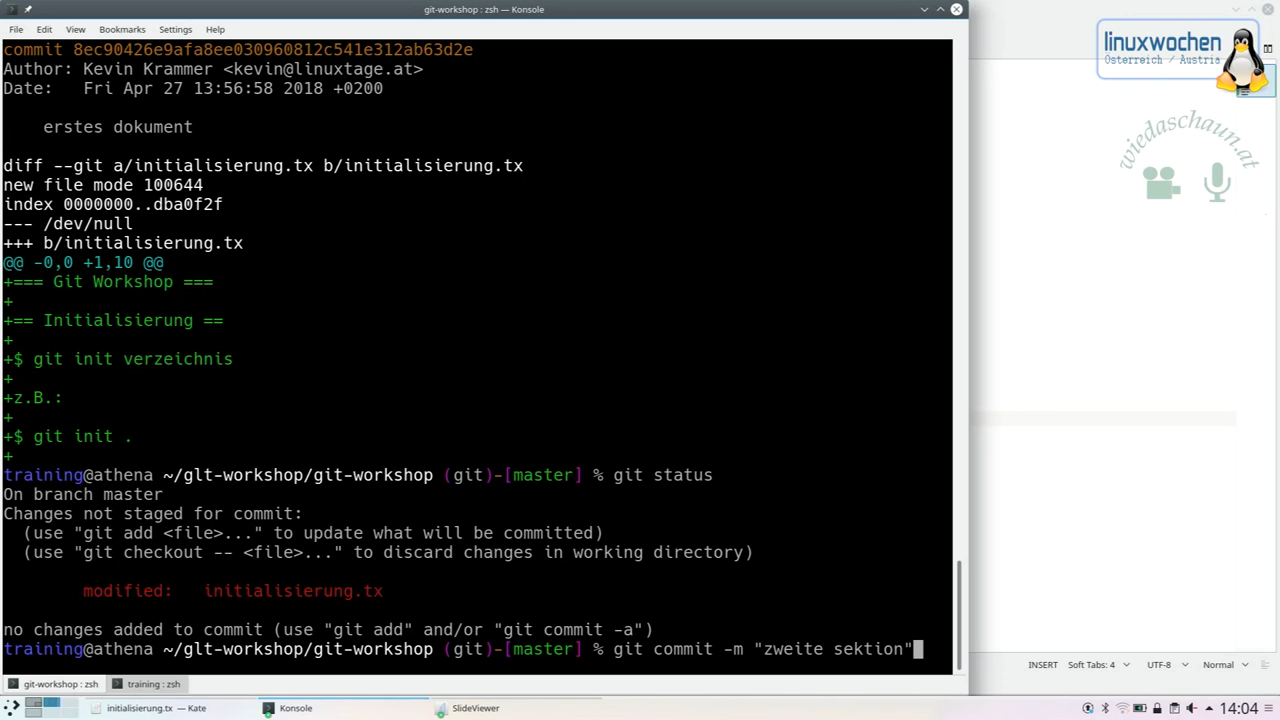 git-workshop : zsh — Konsole
File Edit View Bookmarks Settings Help
commit 8ec90426e9afa8ee030960812c541e312ab63d2e
Author: Kevin Krammer <kevin@linuxtage.at>
Date:   Fri Apr 27 13:56:58 2018 +0200
erstes dokument
diff --git a/initialisierung.tx b/initialisierung.tx
new file mode 100644
index 0000000..dba0f2f
--- /dev/null
+++ b/initialisierung.tx
@@ -0,0 +1,10 @@
+=== Git Workshop ===
+
+== Initialisierung ==
+
+$ git init verzeichnis
+
+z.B.:
+
+$ git init .
+
training@athena ~/glt-workshop/git-workshop (git)-[master] % git status
On branch master
Changes not staged for commit:
(use "git add <file>..." to update what will be committed)
(use "git checkout -- <file>..." to discard changes in working directory)
modified:   initialisierung.tx
no changes added to commit (use "git add" and/or "git commit -a")
training@athena ~/glt-workshop/git-workshop (git)-[master] % git commit -m "zweite sektion"
git-workshop : zsh training : zsh
linuxwochen
Österreich / Austria
wiedaschaun.at
INSERT Soft Tabs: 4 UTF-8 Normal
initialisierung.tx — Kate Konsole SlideViewer 14:04